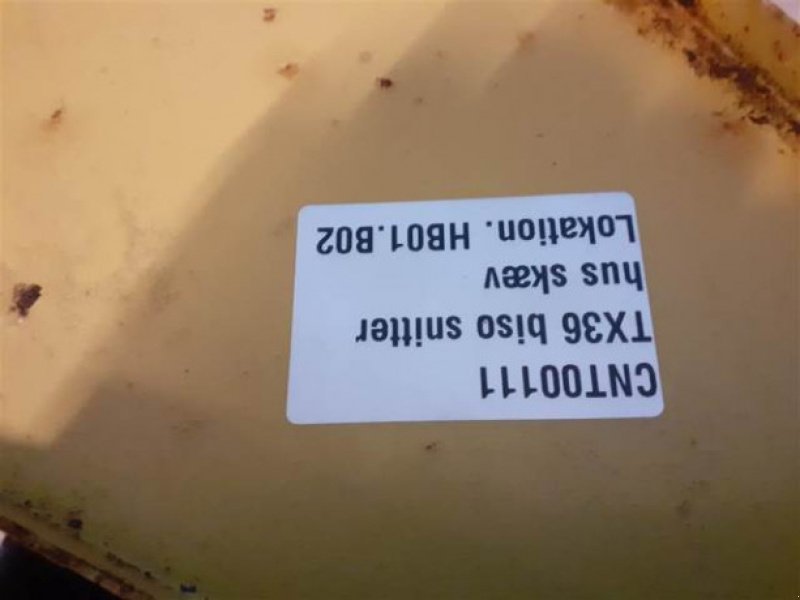 CNT00111
TX36 biso snitter
hus skæv
Lokation. HB01.B02